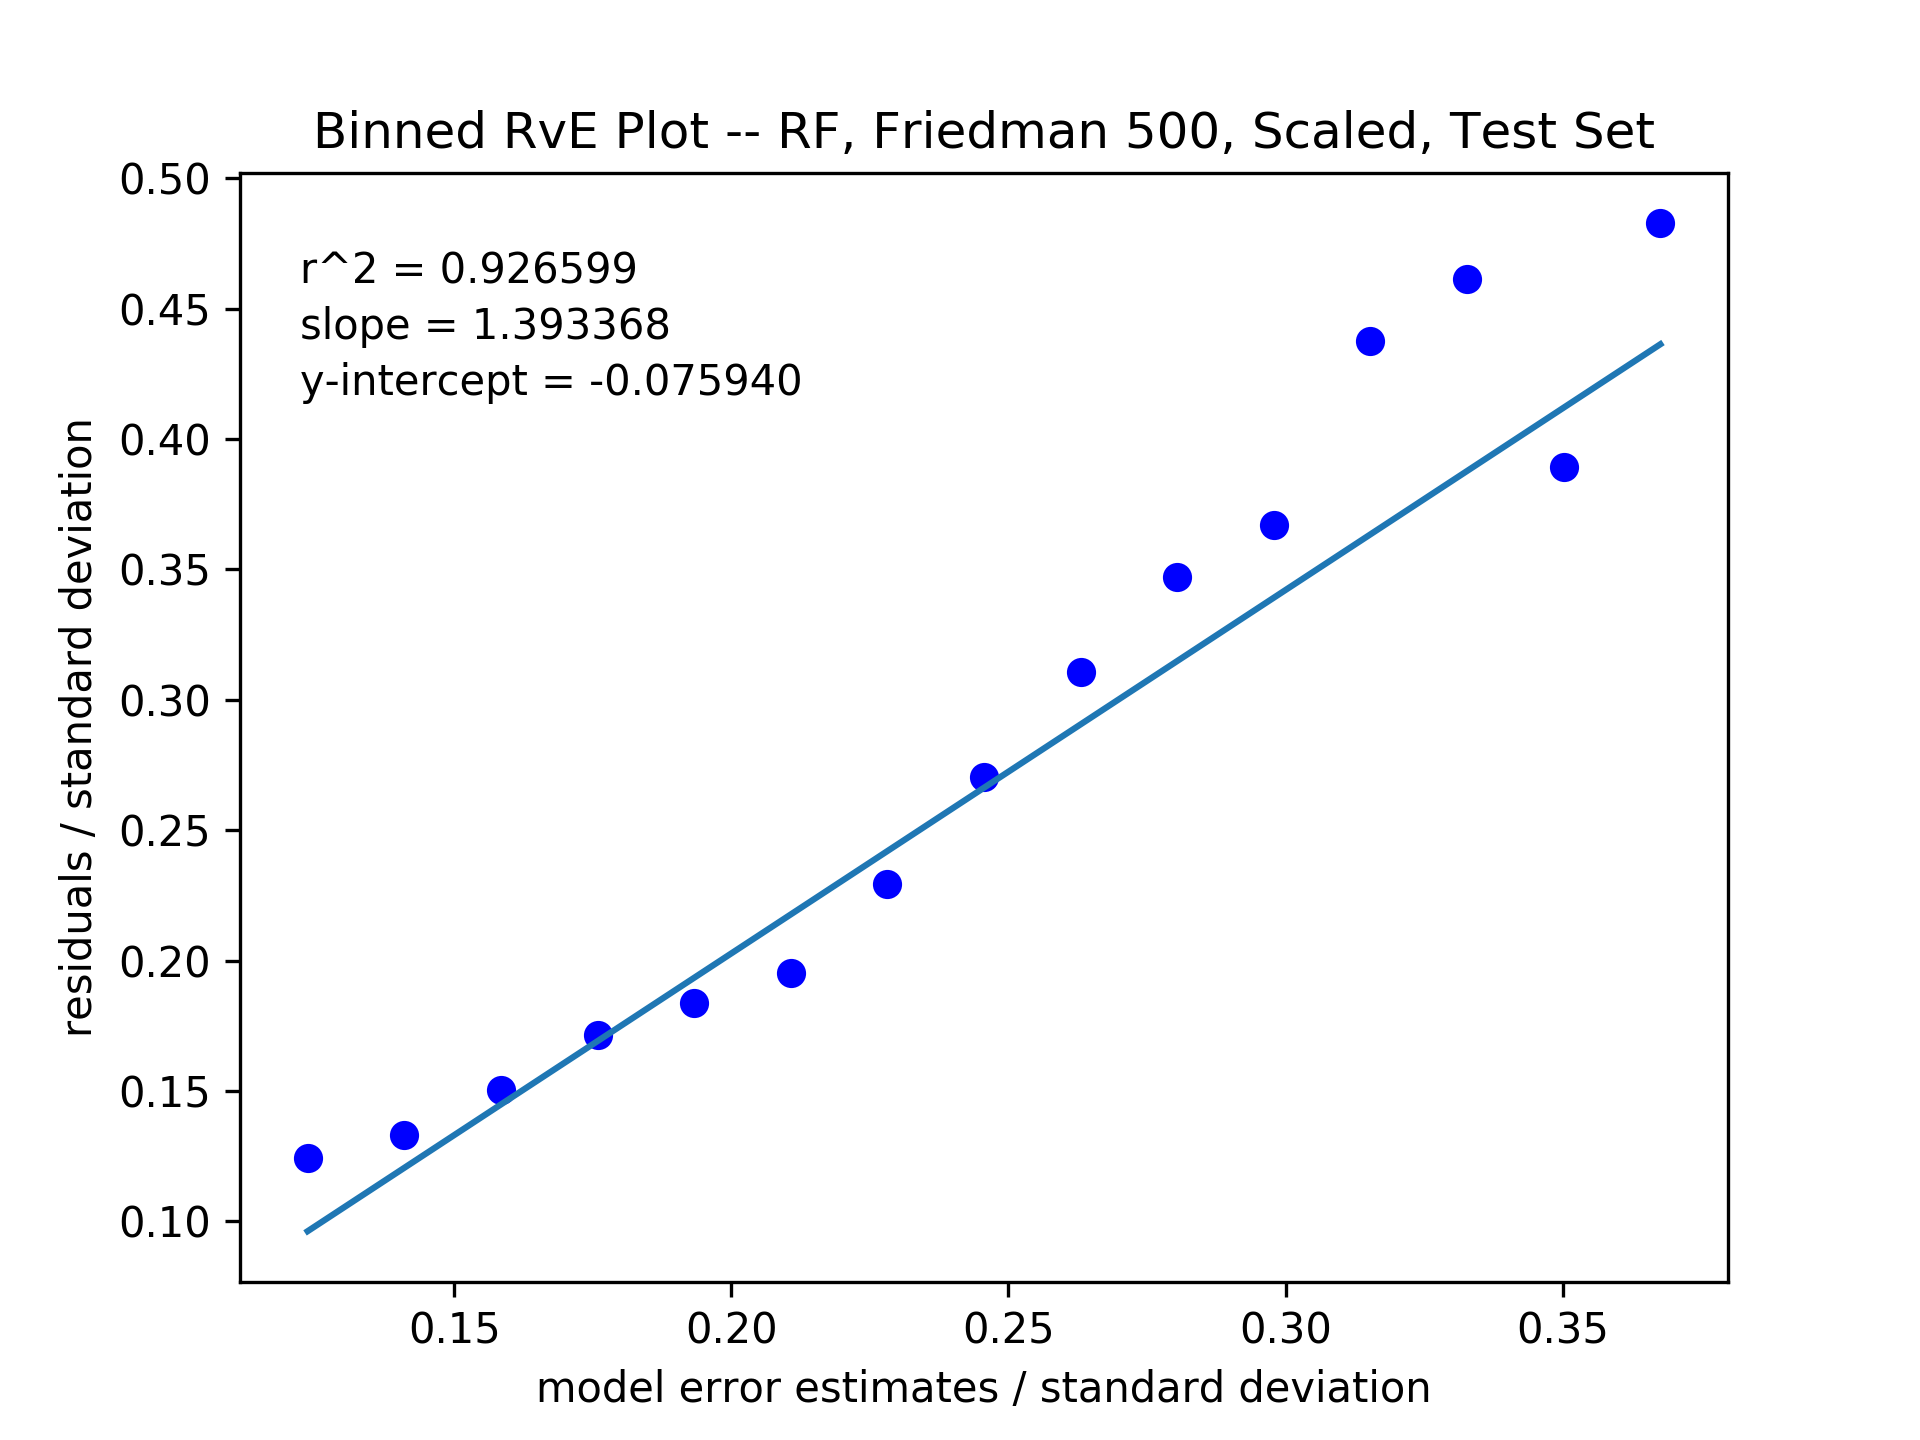 Binned RvE Plot -- RF, Friedman 500, Scaled, Test Set
r^2 = 0.926599
slope = 1.393368
y-intercept = -0.075940
residuals / standard deviation
0.50
0.45
0.40
0.35
0.30
0.25
0.20
0.15
0.10
0.15 0.20 0.25 0.30 0.35
model error estimates / standard deviation